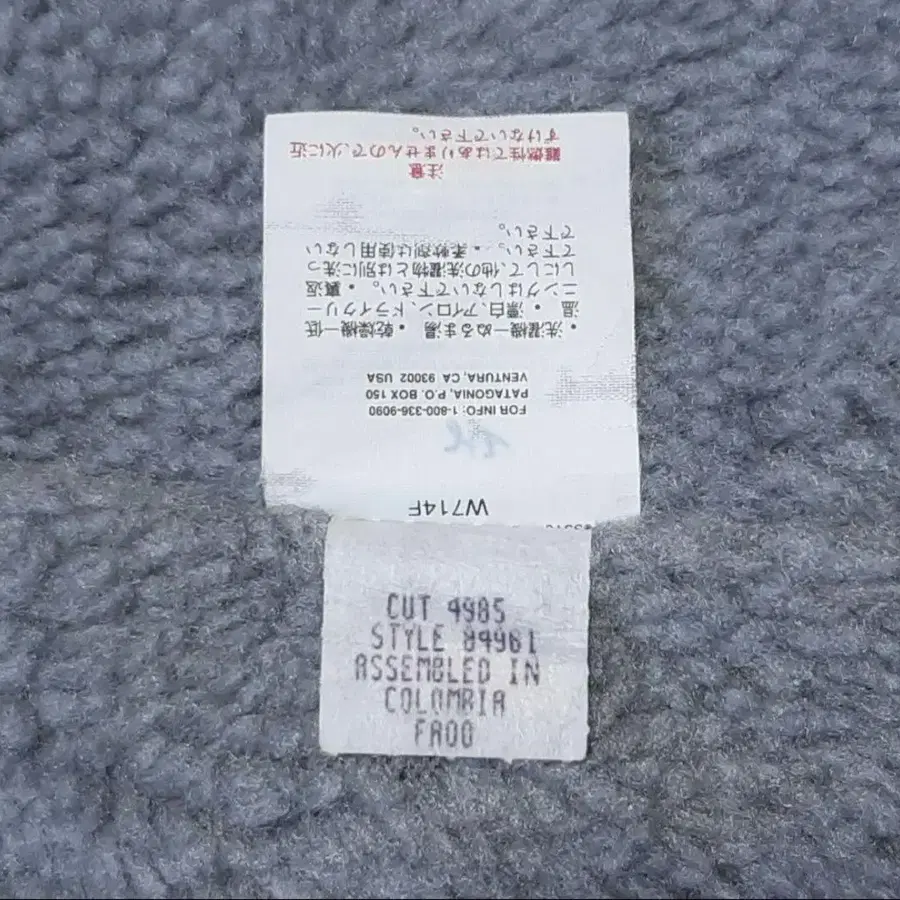 W714F
FOR INFO: 1-800-336-9090
PATAGONIA, P.O. BOX 150
VENTURA, CA 93002 USA
• 洗濯機ーぬるま湯 • 乾燥機ー低
温 • 漂白、アイロン、ドライクリー
ニングはしないで下さい。 • 裏返
しにして他の洗濯物とは別に洗っ
て下さい。 • 柔軟剤は使用しない
で下さい。
注意
難燃性ではありませんので、火に近
ずけないで下さい。
CUT 4985
STYLE 84961
ASSEMBLED IN
COLOMBIA
FA00